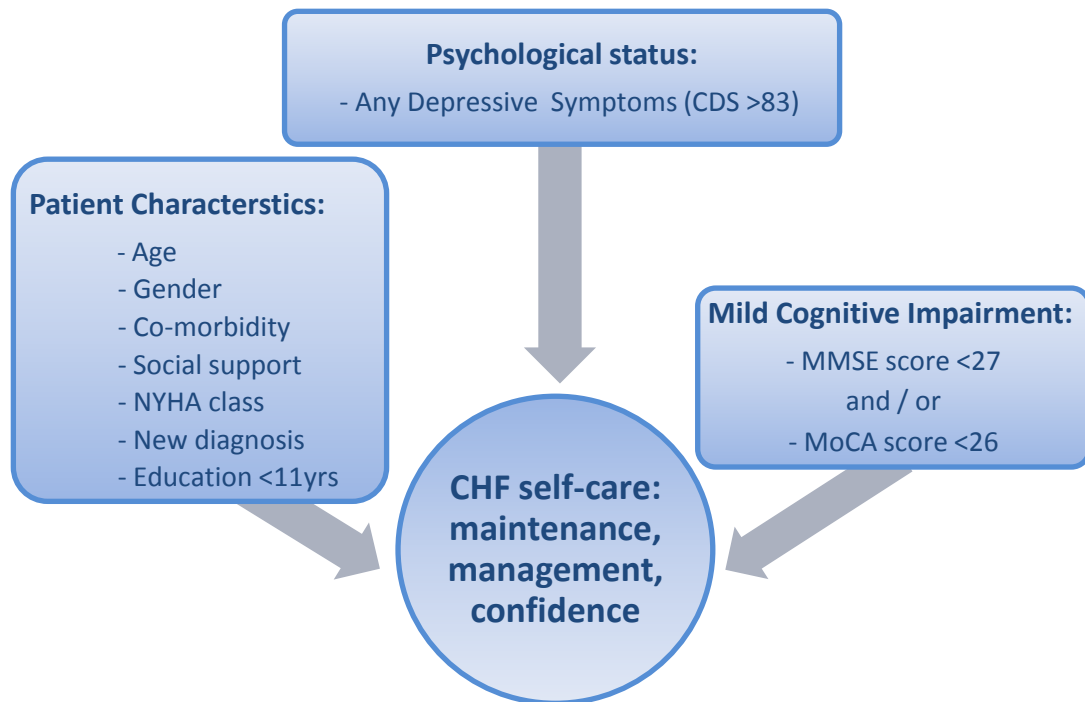 Psychological status:
- Any Depressive Symptoms (CDS >83)
Patient Characterstics:
- Age
- Gender
- Co-morbidity
- Social support
- NYHA class
- New diagnosis
- Education <11yrs
Mild Cognitive Impairment:
- MMSE score <27
and / or
- MoCA score <26
CHF self-care:
maintenance,
management,
confidence